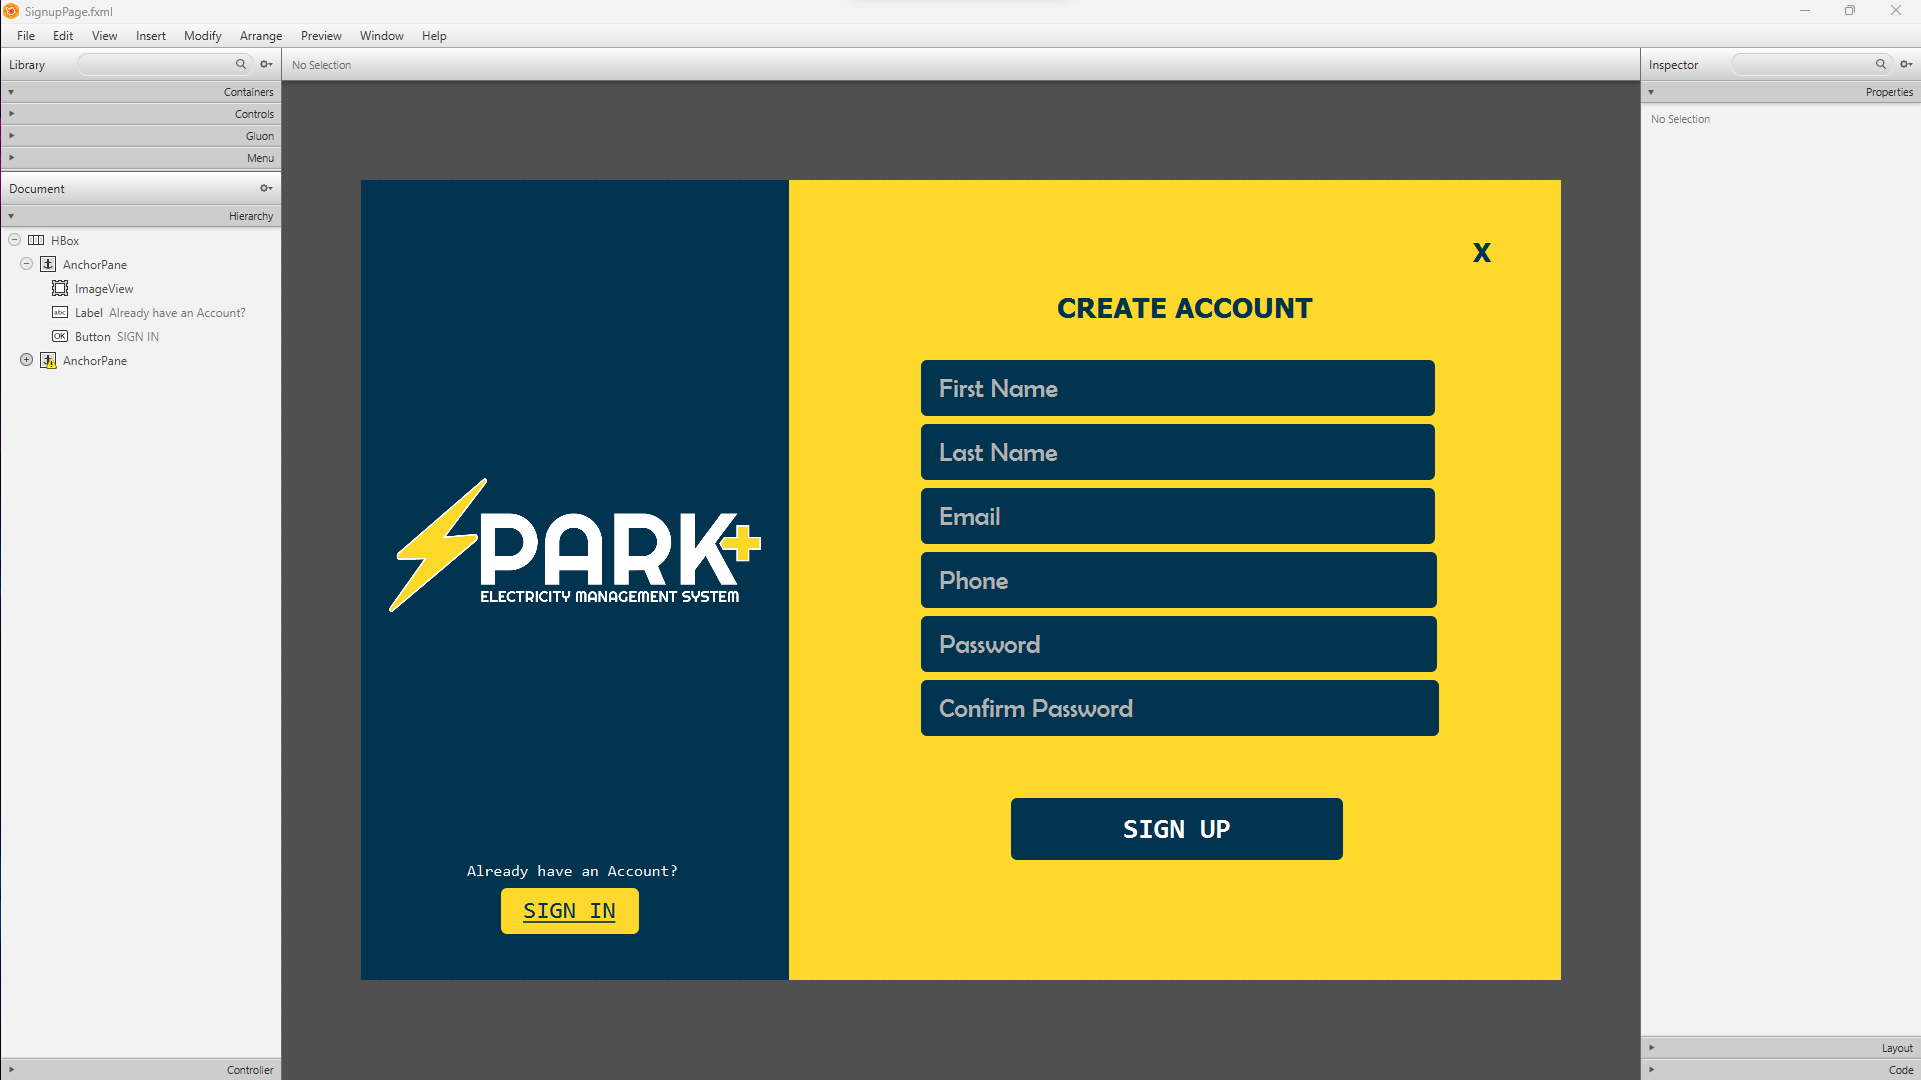 SignupPage.fxml
File Edit View Insert Modify Arrange Preview Window Help
Library
No Selection
Inspector
Containers
Controls
Gluon
Menu
Document
Hierarchy
HBox
AnchorPane
ImageView
abc Label Already have an Account?
OK Button SIGN IN
AnchorPane
Controller
PARK+
ELECTRICITY MANAGEMENT SYSTEM
Already have an Account?
SIGN IN
X
CREATE ACCOUNT
First Name
Last Name
Email
Phone
Password
Confirm Password
SIGN UP
Properties
No Selection
Layout
Code